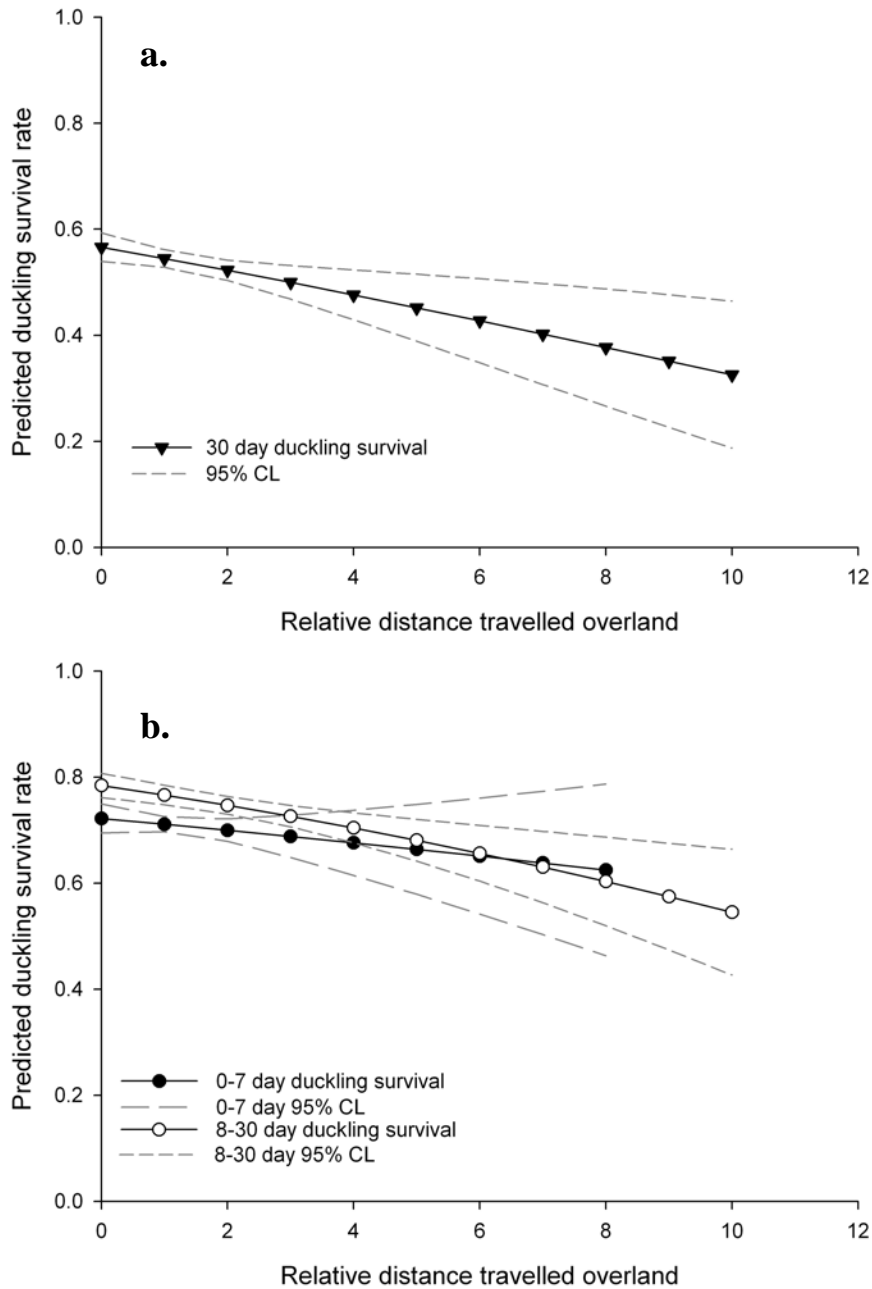 a.
Predicted duckling survival rate
1.0
0.8
0.6
0.4
0.2
0.0
30 day duckling survival
95% CL
0 2 4 6 8 10 12
Relative distance travelled overland
b.
Predicted duckling survival rate
1.0
0.8
0.6
0.4
0.2
0.0
0-7 day duckling survival
0-7 day 95% CL
8-30 day duckling survival
8-30 day 95% CL
0 2 4 6 8 10 12
Relative distance travelled overland